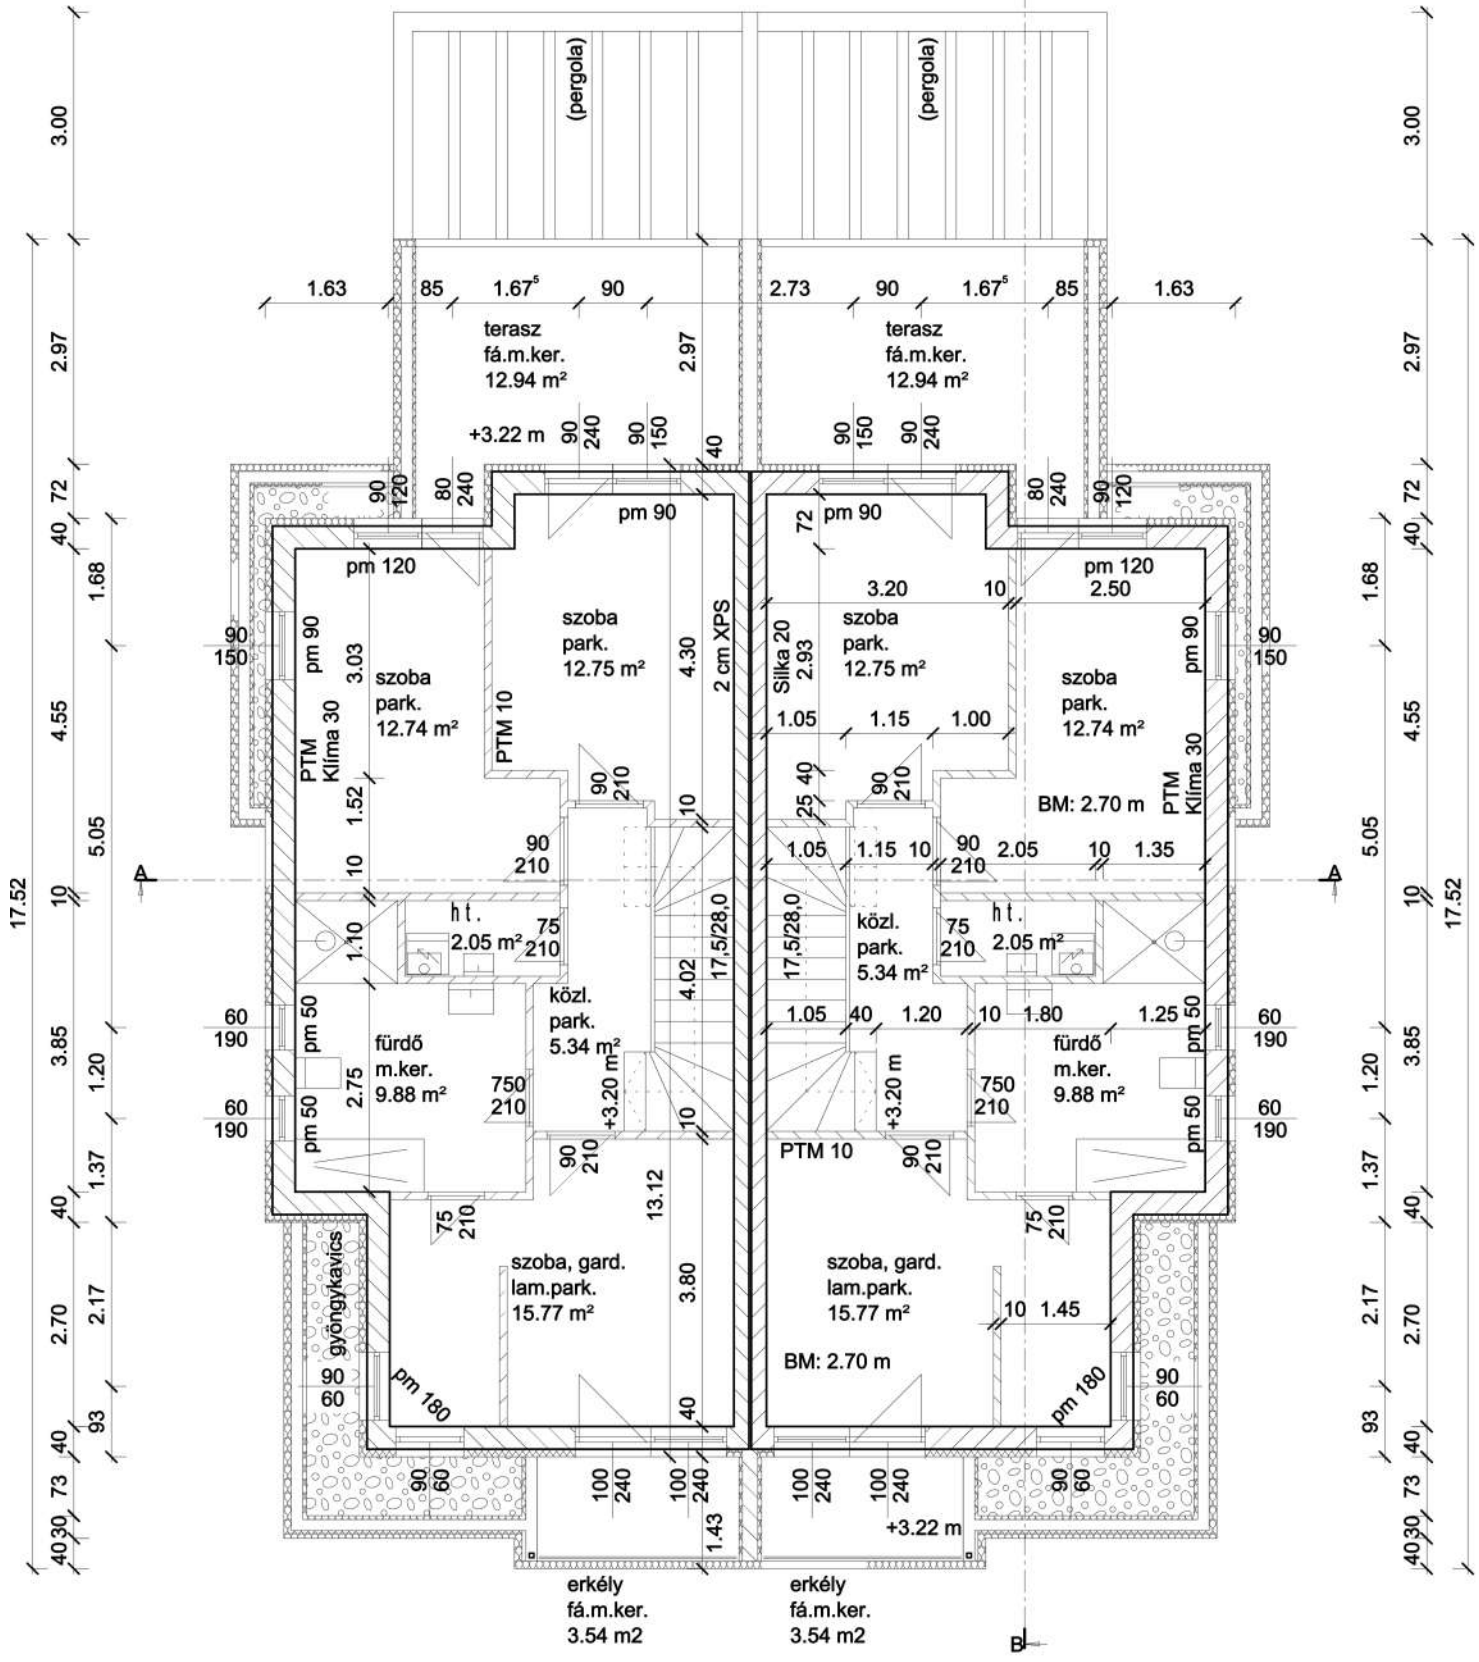 (pergola)
(pergola)
3.00
3.00
1.63
85
1.67⁵
90
2.73
90
1.67⁵
85
1.63
terasz
fá.m.ker.
12.94 m²
terasz
fá.m.ker.
12.94 m²
2.97
2.97
2.97
+3.22 m
90
240
90
150
40
90
150
90
240
90
120
80
240
80
240
90
120
72
40
72
40
pm 90
72
pm 90
pm 120
pm 120
1.68
1.68
3.20
10
2.50
90
150
pm 90
3.03
szoba
park.
12.74 m²
PTM
Klíma 30
PTM 10
szoba
park.
12.75 m²
4.30
2 cm XPS
Silka 20
2.93
szoba
park.
12.75 m²
szoba
park.
12.74 m²
pm 90
90
150
PTM
Klíma 30
4.55
4.55
1.05
1.15
1.00
1.52
90
210
10
40
25
90
210
BM: 2.70 m
5.05
5.05
10
90
210
1.05
1.15
10
90
210
2.05
10
1.35
A
A
10
10
17.52
17.52
1.10
h t .
2.05 m²
75
210
17,5/28,0
17,5/28,0
közl.
park.
5.34 m²
75
210
h t .
2.05 m²
4.02
közl.
park.
5.34 m²
1.05
40
1.20
10
1.80
1.25
60
190
pm 50
fürdő
m.ker.
9.88 m²
2.75
750
210
+3.20 m
10
+3.20 m
750
210
fürdő
m.ker.
9.88 m²
pm 50
60
190
3.85
1.20
1.20
3.85
60
190
pm 50
pm 50
60
190
90
210
PTM 10
90
210
1.37
1.37
40
40
75
210
13.12
75
210
gyöngykavics
szoba, gard.
lam.park.
15.77 m²
3.80
szoba, gard.
lam.park.
15.77 m²
10
1.45
2.70
2.17
2.17
2.70
90
60
pm 180
BM: 2.70 m
pm 180
90
60
40
93
93
40
40
73
73
90
60
100
240
100
240
100
240
100
240
90
60
1.43
+3.22 m
30
40
30
40
erkély
fá.m.ker.
3.54 m2
erkély
fá.m.ker.
3.54 m2
B